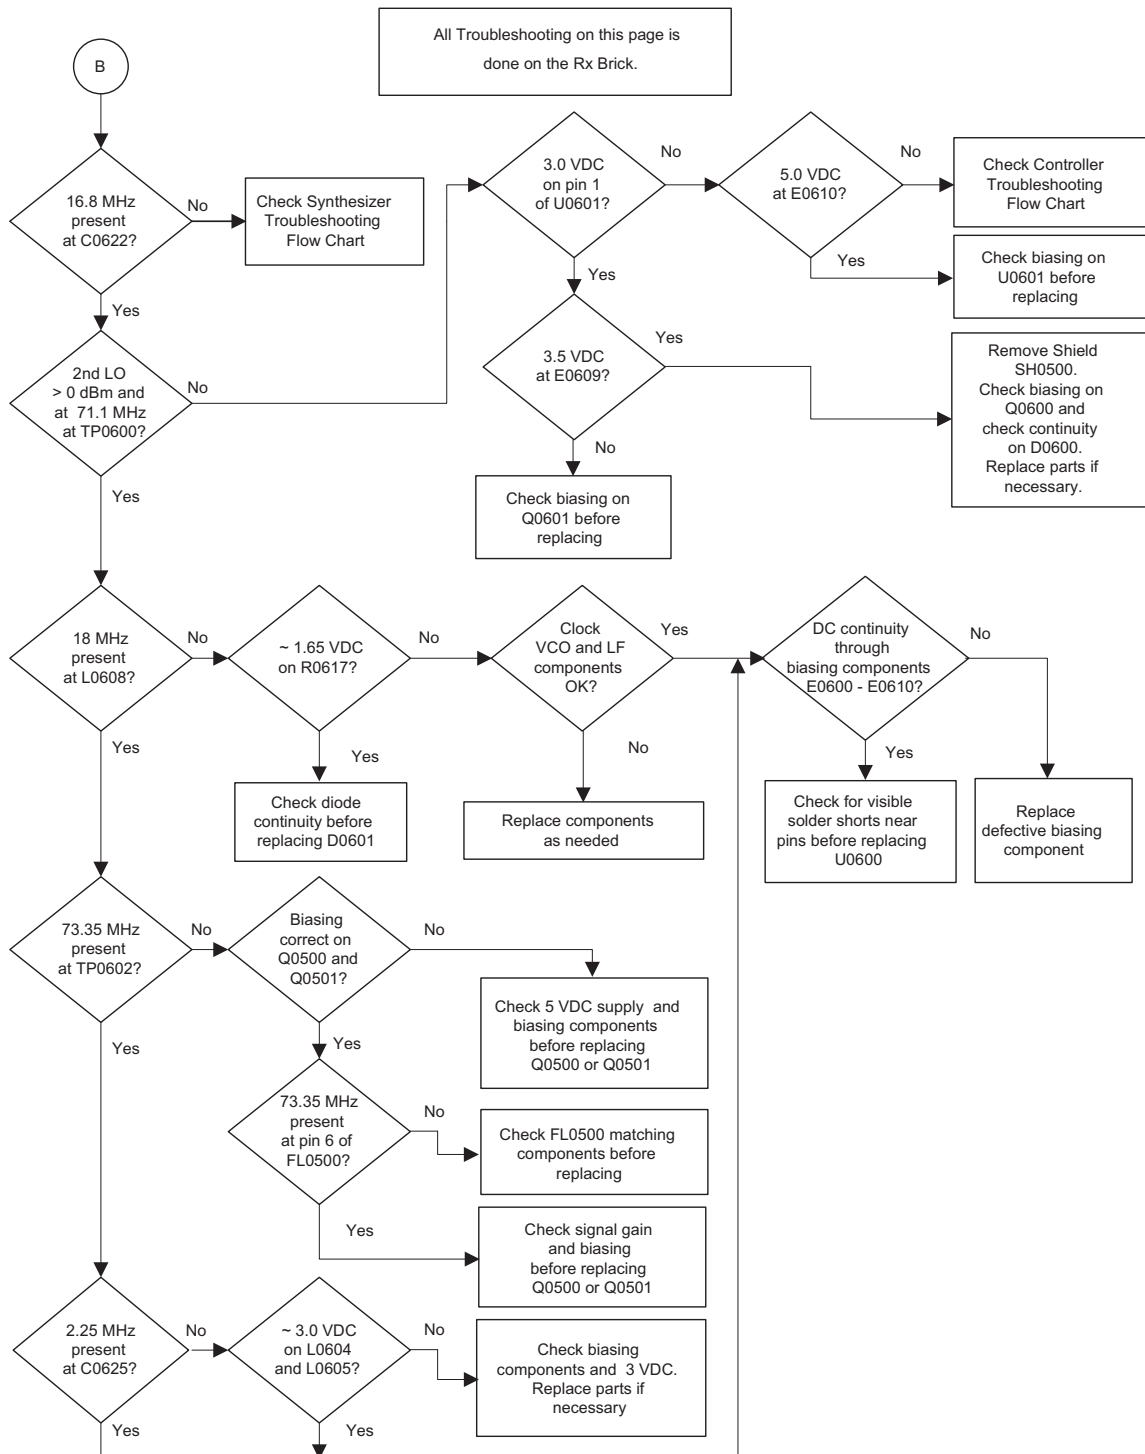 All Troubleshooting on this page is
done on the Rx Brick.
B
16.8 MHz
present
at C0622?
No
Check Synthesizer
Troubleshooting
Flow Chart
3.0 VDC
on pin 1
of U0601?
No
5.0 VDC
at E0610?
No
Check Controller
Troubleshooting
Flow Chart
Yes
Check biasing on
U0601 before
replacing
Yes
Yes
2nd LO
> 0 dBm and
at 71.1 MHz
at TP0600?
No
3.5 VDC
at E0609?
Yes
Remove Shield
SH0500.
Check biasing on
Q0600 and
check continuity
on D0600.
Replace parts if
necessary.
No
Check biasing on
Q0601 before
replacing
Yes
18 MHz
present
at L0608?
No
~ 1.65 VDC
on R0617?
No
Clock
VCO and LF
components
OK?
Yes
DC continuity
through
biasing components
E0600 - E0610?
No
Yes
Yes
No
Yes
Check diode
continuity before
replacing D0601
Replace components
as needed
Check for visible
solder shorts near
pins before replacing
U0600
Replace
defective biasing
component
73.35 MHz
present
at TP0602?
No
Biasing
correct on
Q0500 and
Q0501?
No
Check 5 VDC supply and
biasing components
before replacing
Q0500 or Q0501
Yes
Yes
73.35 MHz
present
at pin 6 of
FL0500?
No
Check FL0500 matching
components before
replacing
Yes
Check signal gain
and biasing
before replacing
Q0500 or Q0501
2.25 MHz
present
at C0625?
No
~ 3.0 VDC
on L0604
and L0605?
No
Check biasing
components and 3 VDC.
Replace parts if
necessary
Yes
Yes